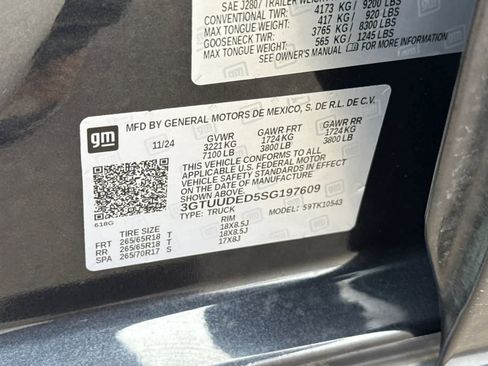 SAE J2807 TRAILER WEIGHT
CONVENTIONAL TWR: 4173 KG/ 9200 LBS
MAX TONGUE WEIGHT: 417 KG/ 920 LBS
GOOSENECK TWR: 3765 KG/ 8300 LBS
MAX TONGUE WEIGHT: 565 KG/ 1245 LBS
SEE OWNER'S MANUAL FOR MORE INFORMATION.
gm
MFD BY GENERAL MOTORS DE MEXICO, S. DE R.L. DE C.V.
11/24 GVWR GAWR FRT GAWR RR
3221 KG 1724 KG 1724 KG
7100 LB 3800 LB 3800 LB
THIS VEHICLE CONFORMS TO ALL
APPLICABLE U.S. FEDERAL MOTOR
VEHICLE SAFETY STANDARDS IN EFFECT
ON THE DATE OF MANUFACTURE
SHOWN ABOVE.
3GTUUDED5SG197609
TYPE: TRUCK MODEL: 59TK10543
618G
TIRE SIZE RIM
FRT 265/65R18 T 18X8.5J
RR 265/65R18 T 18X8.5J
SPA 265/70R17 S 17X8J